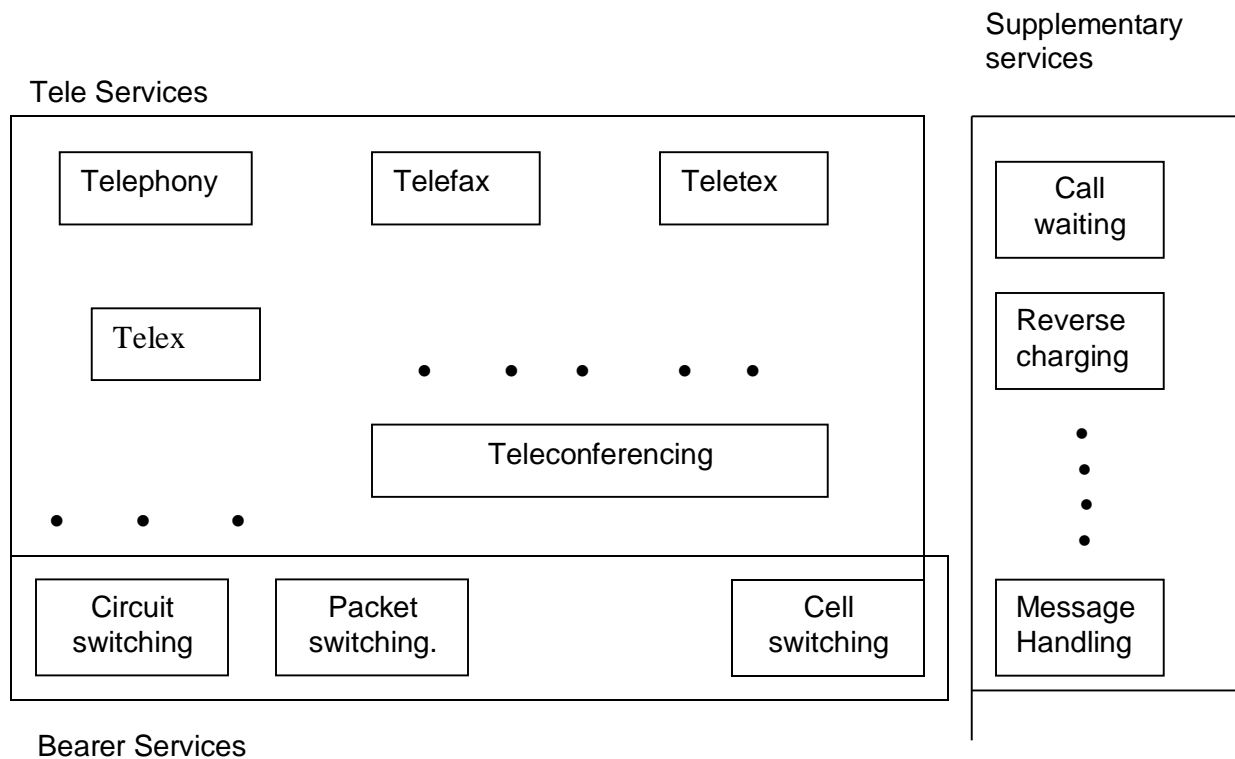 Supplementary
services
Tele Services
Telephony
Telefax
Teletex
Telex
Teleconferencing
Call
waiting
Reverse
charging
Message
Handling
Circuit
switching
Packet
switching.
Cell
switching
Bearer Services